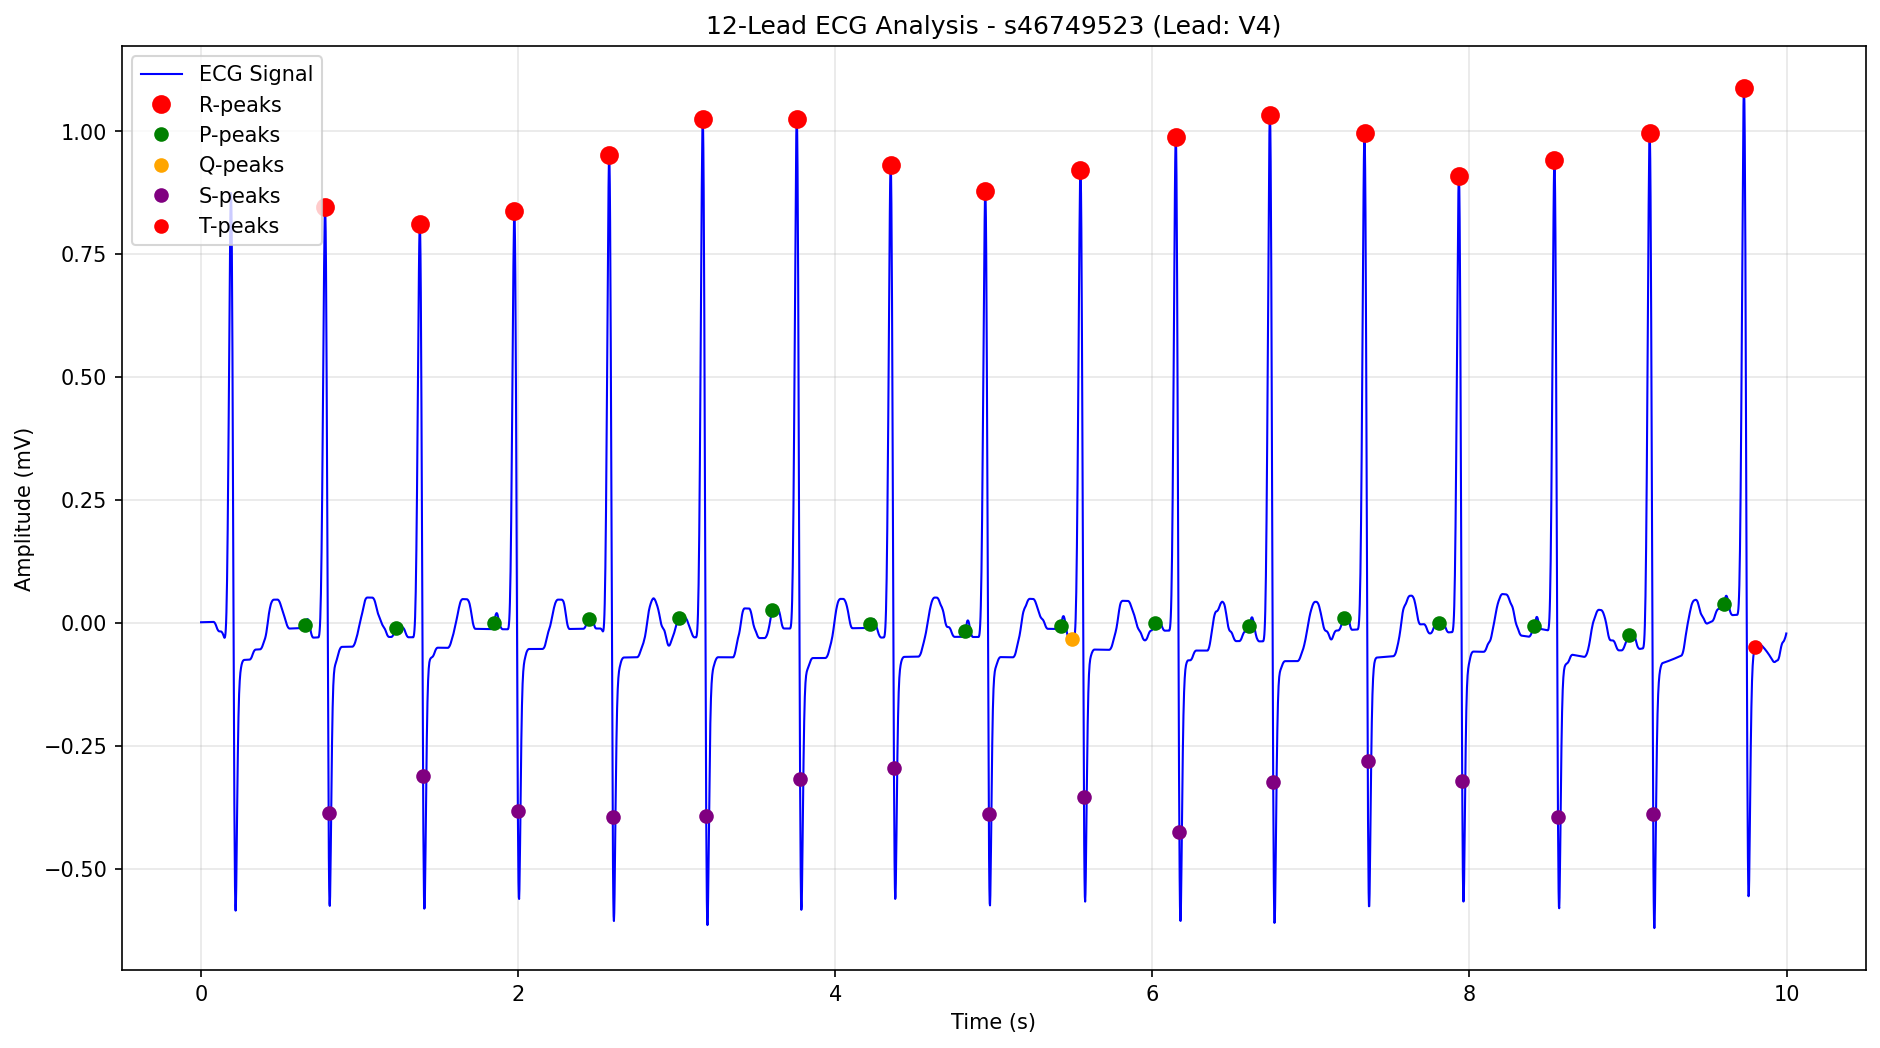 12-Lead ECG Analysis - s46749523 (Lead: V4)
ECG Signal
R-peaks
P-peaks
Q-peaks
S-peaks
T-peaks
1.00
0.75
0.50
0.25
0.00
−0.25
−0.50
Amplitude (mV)
0 2 4 6 8 10
Time (s)